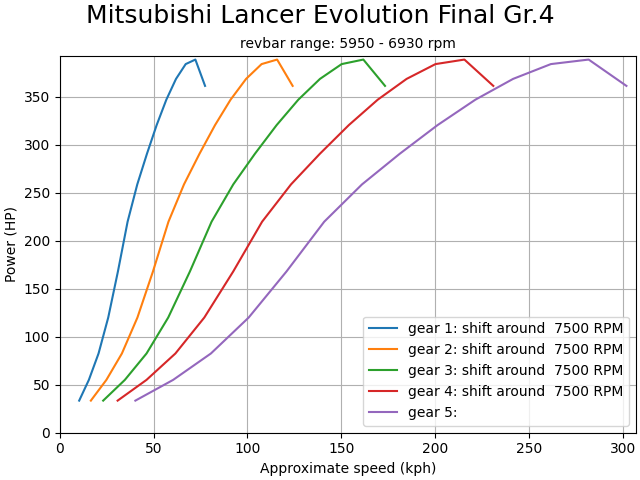 Mitsubishi Lancer Evolution Final Gr.4
revbar range: 5950 - 6930 rpm
Power (HP)
350
300
250
200
150
100
50
0
gear 1: shift around  7500 RPM
gear 2: shift around  7500 RPM
gear 3: shift around  7500 RPM
gear 4: shift around  7500 RPM
gear 5:
0 50 100 150 200 250 300
Approximate speed (kph)